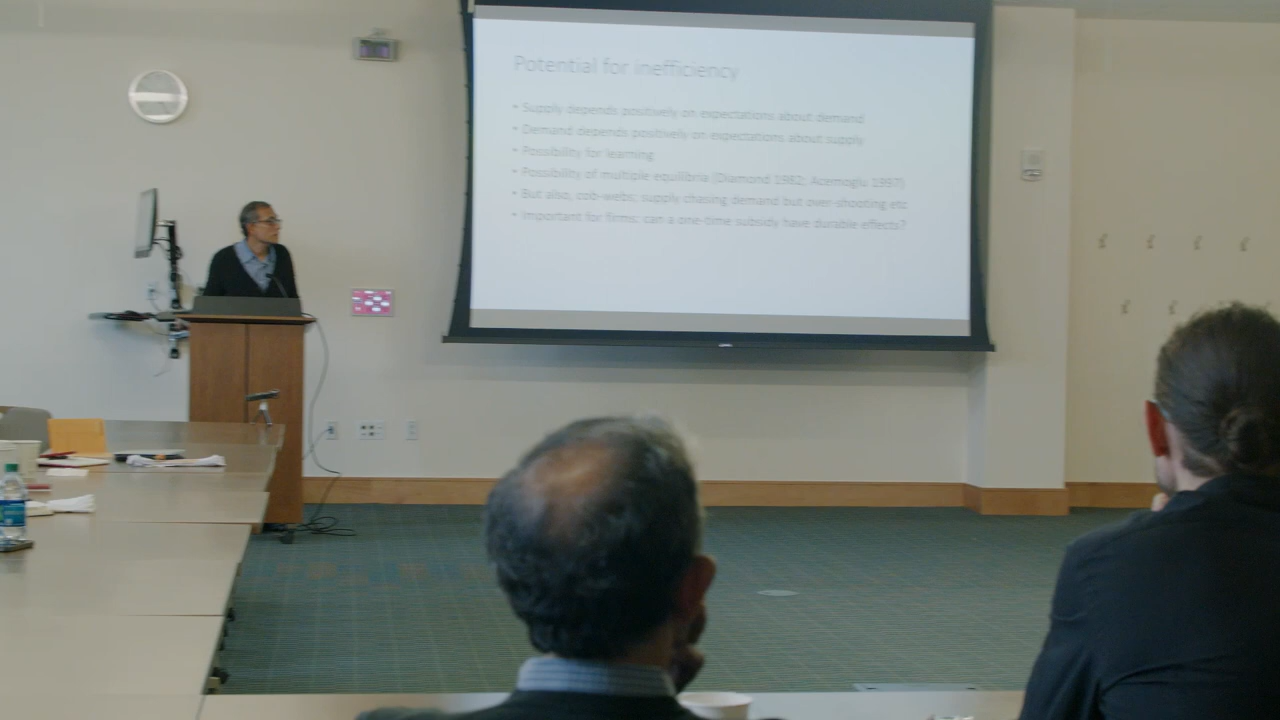 Potential for inefficiency
• Supply depends positively on expectations about demand
• Demand depends positively on expectations about supply
• Possibility for learning
• Possibility of multiple equilibria (Diamond 1982; Acemoglu 1997)
• But also, cob-webs: supply chasing demand but over-shooting etc
• Important for firms: can a one-time subsidy have durable effects?